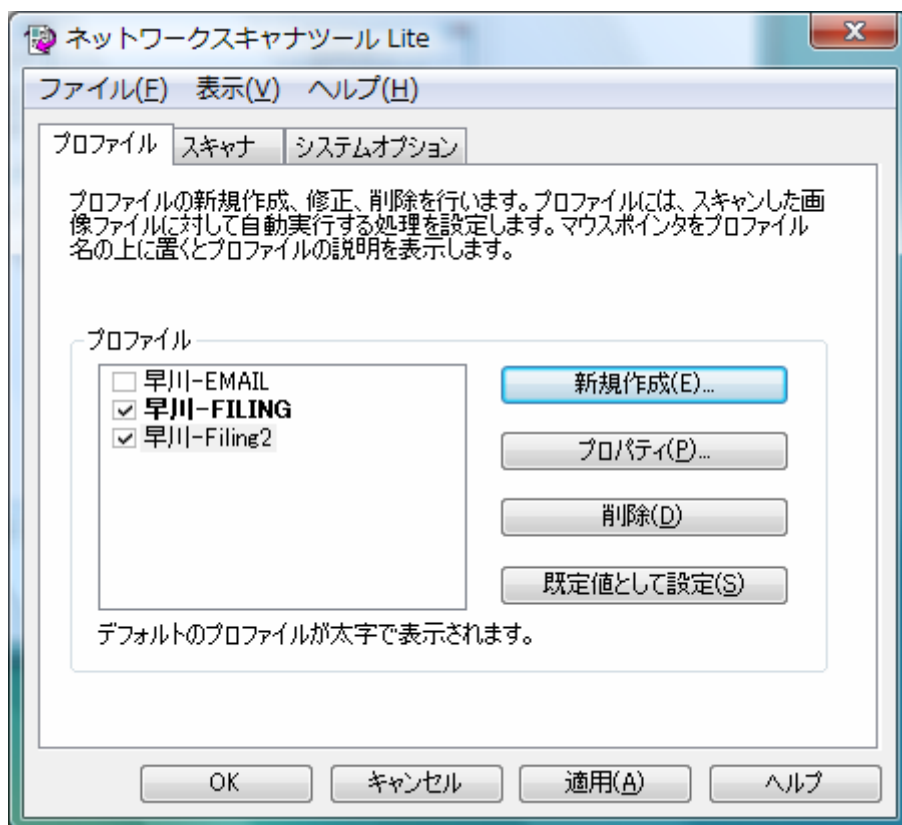 ネットワークスキャナツール Lite
ファイル(F) 表示(V) ヘルプ(H)
プロファイル スキャナ システムオプション
プロファイルの新規作成、修正、削除を行います。プロファイルには、スキャンした画
像ファイルに対して自動実行する処理を設定します。マウスポインタをプロファイル
名の上に置くとプロファイルの説明を表示します。
プロファイル
早川-EMAIL
早川-FILING
早川-Filing2
新規作成(E)...
プロパティ(P)...
削除(D)
既定値として設定(S)
デフォルトのプロファイルが太字で表示されます。
OK キャンセル 適用(A) ヘルプ